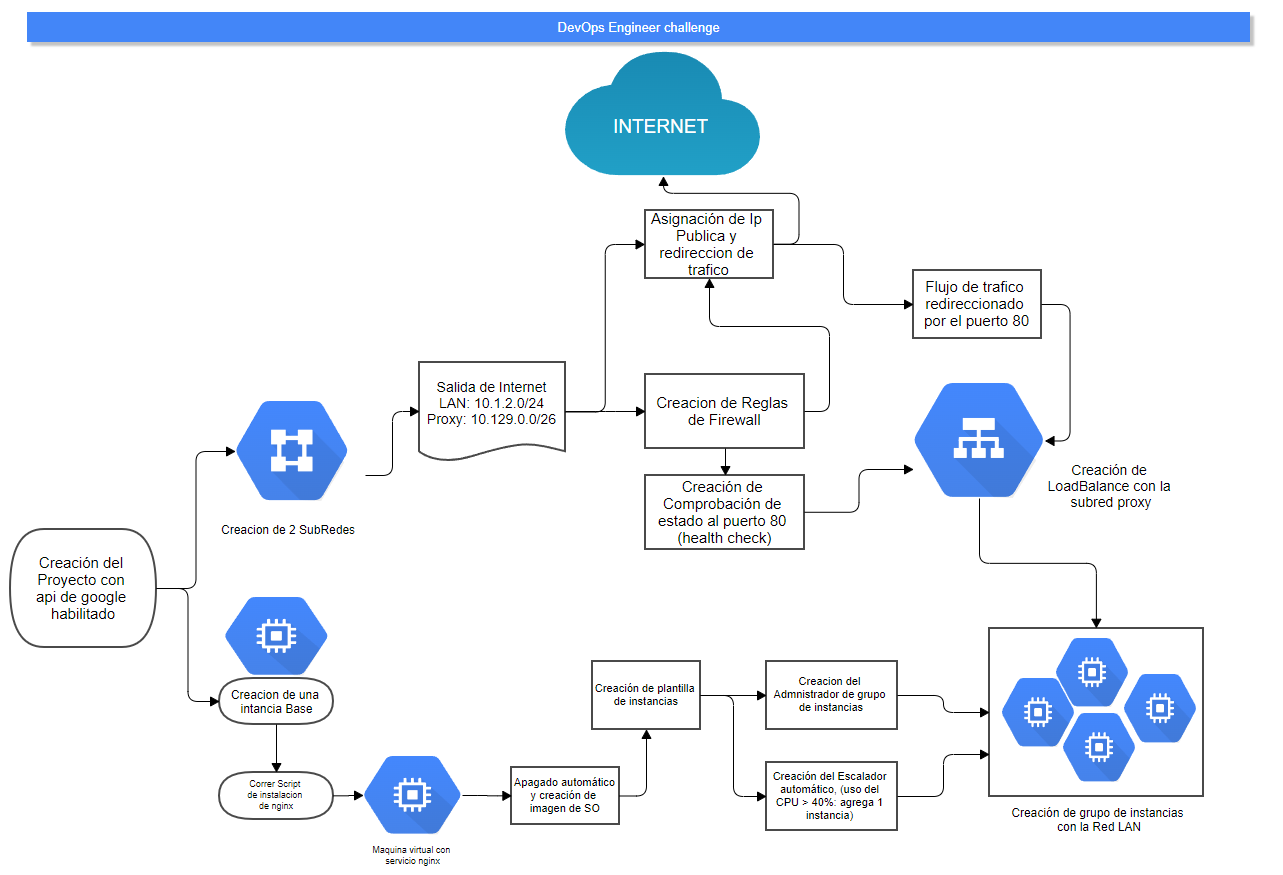 DevOps Engineer challenge
INTERNET
Asignación de Ip
Publica y
redireccion de
trafico
Flujo de trafico
redireccionado
por el puerto 80
Salida de Internet
LAN: 10.1.2.0/24
Proxy: 10.129.0.0/26
Creacion de Reglas
de Firewall
Creación de
LoadBalance con la
subred proxy
Creación de
Comprobación de
estado al puerto 80
(health check)
Creacion de 2 SubRedes
Creación del
Proyecto con
api de google
habilitado
Creacion de una
intancia Base
Creación de plantilla
de instancias
Creacion del
Admnistrador de grupo
de instancias
Correr Script
de instalacion
de nginx
Apagado automático
y creación de
imagen de SO
Creación del Escalador
automático, (uso del
CPU > 40%: agrega 1
instancia)
Creación de grupo de instancias
con la Red LAN
Maquina virtual con
servicio nginx